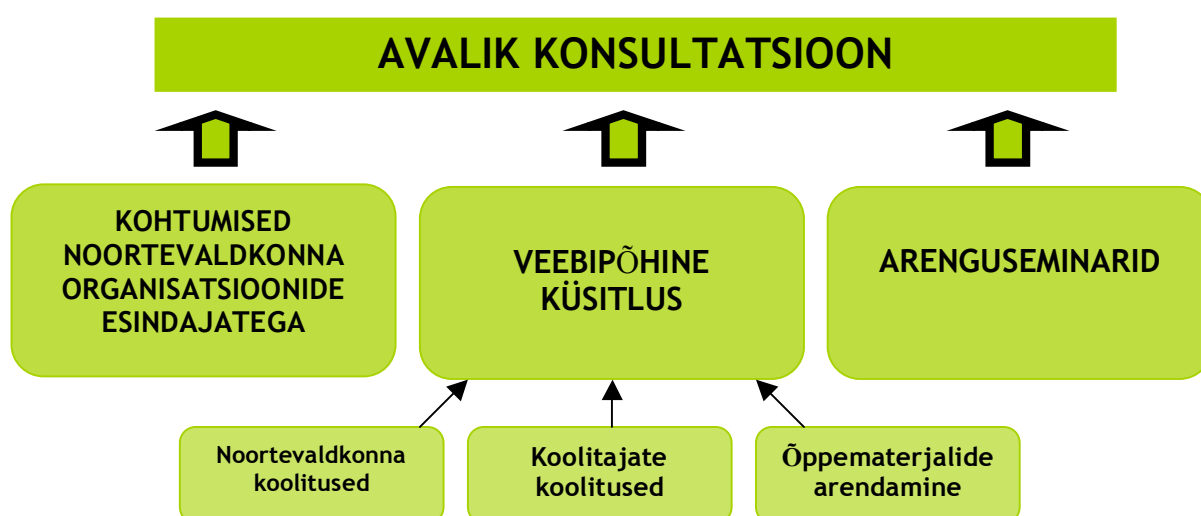 AVALIK KONSULTATSIOON
KOHTUMISED
NOORTEVALDKONNA
ORGANISATSIOONIDE
ESINDAJATEGA
VEEBIPÕHINE
KÜSITLUS
ARENGUSEMINARID
Noortevaldkonna
koolitused
Koolitajate
koolitused
Õppematerjalide
arendamine